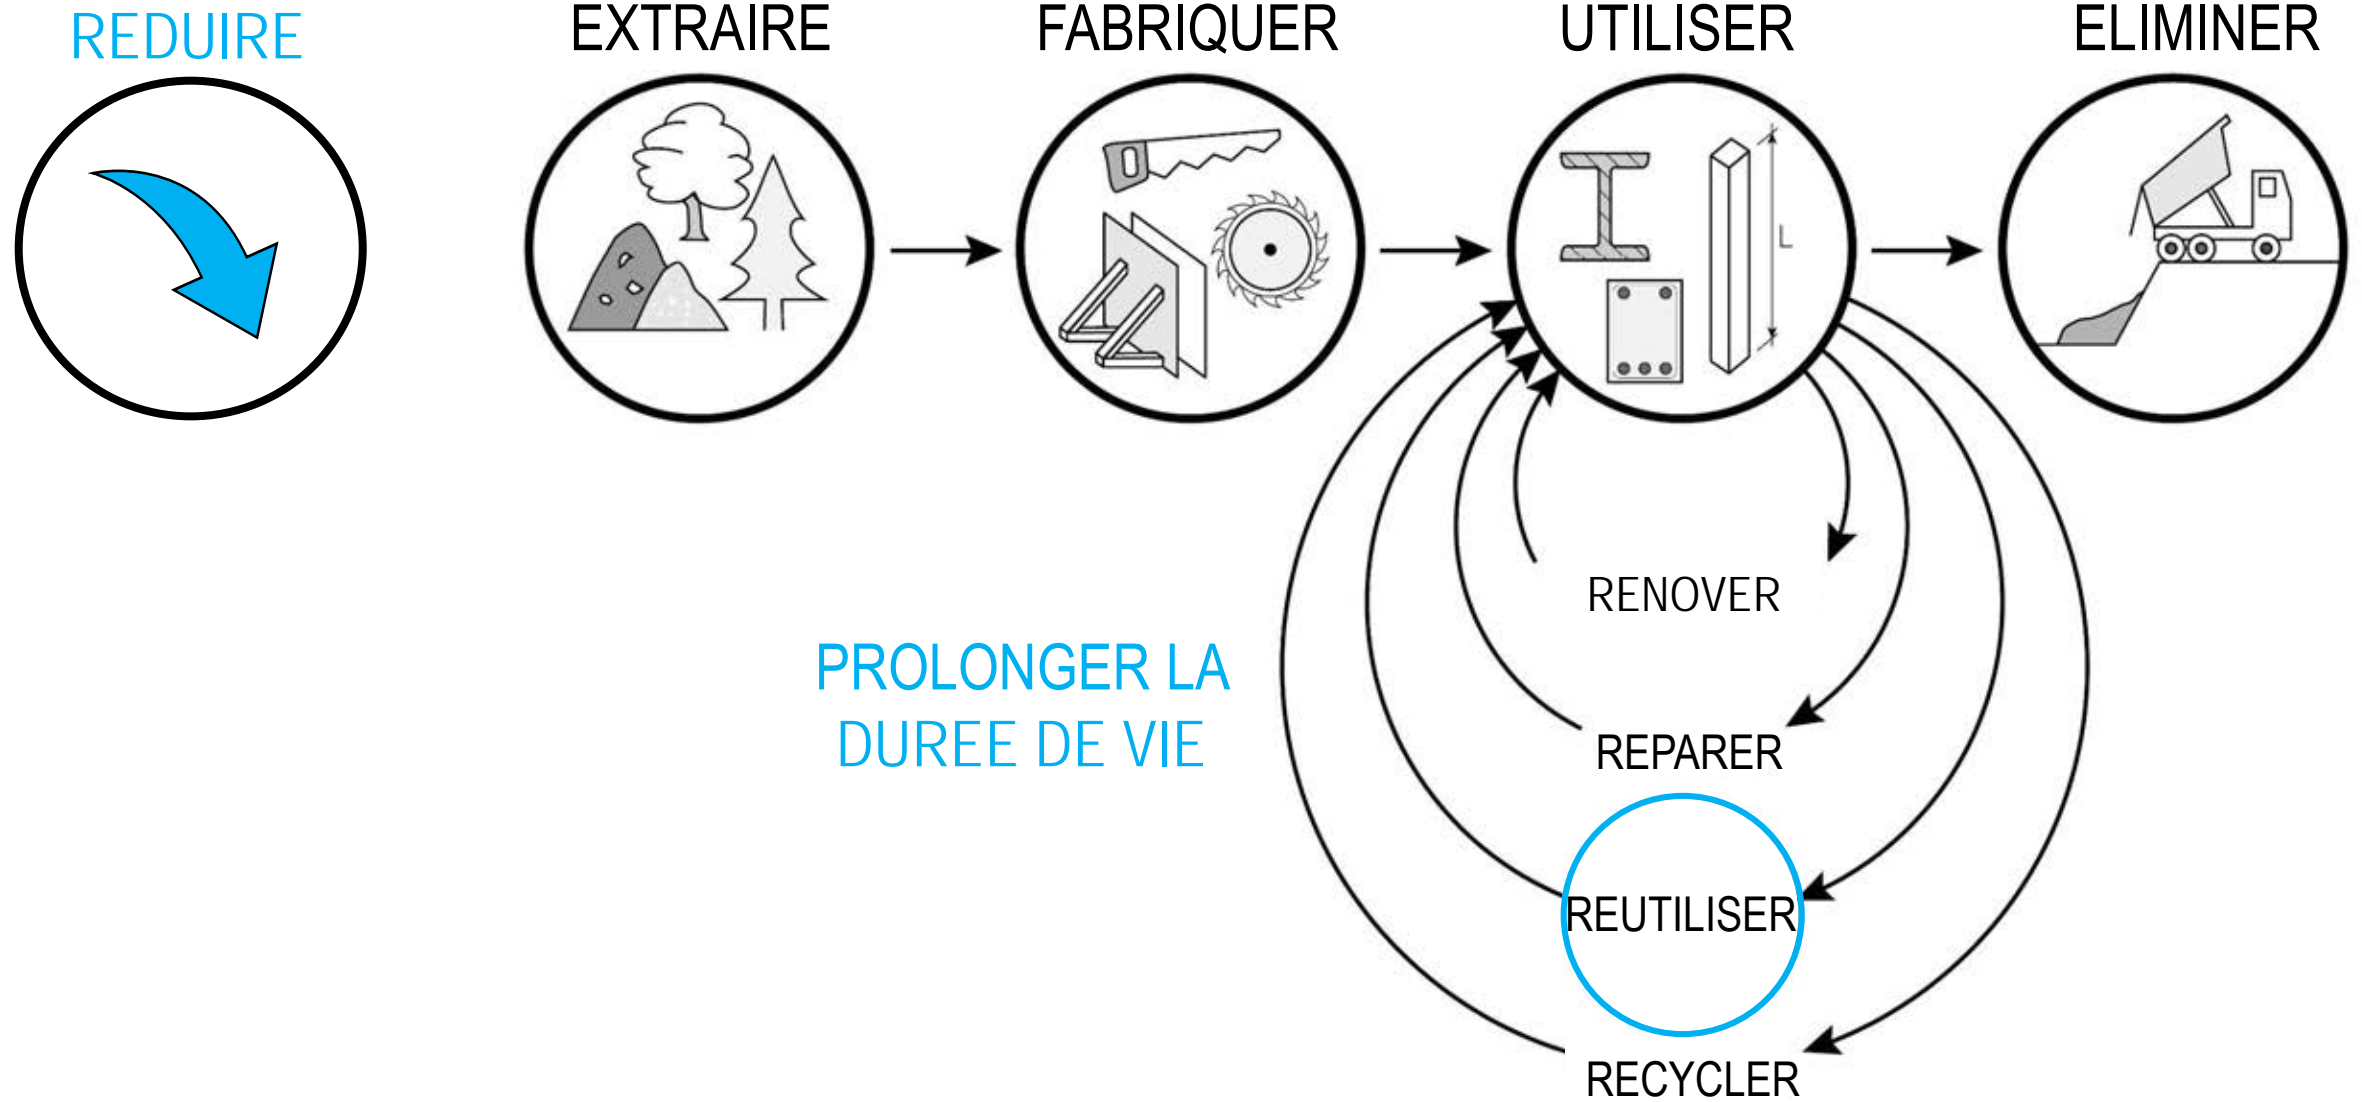 REDUIRE
EXTRAIRE
FABRIQUER
UTILISER
ELIMINER
L
RENOVER
PROLONGER LA
DUREE DE VIE
REPARER
REUTILISER
RECYCLER